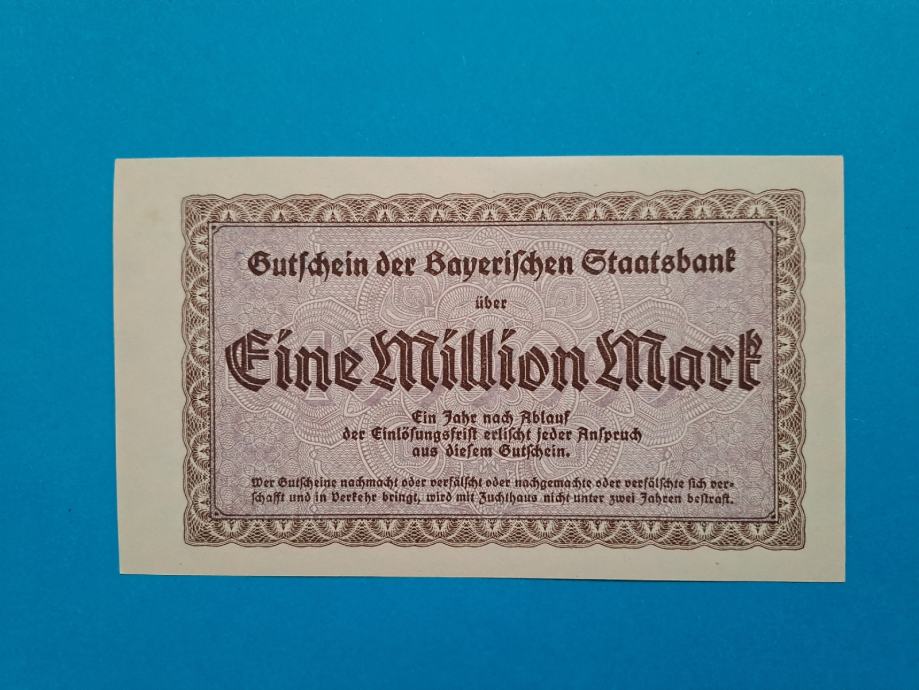 Gutschein der Bayerischen Staatsbank
über
Eine Million Mark
Ein Jahr nach Ablauf
der Einlösungsfrist erlischt jeder Anspruch
aus diesem Gutschein.
Wer Gutscheine nachmacht oder verfälscht oder nachgemachte oder verfälschte sich ver-
schafft und in Verkehr bringt, wird mit Zuchthaus nicht unter zwei Jahren bestraft.